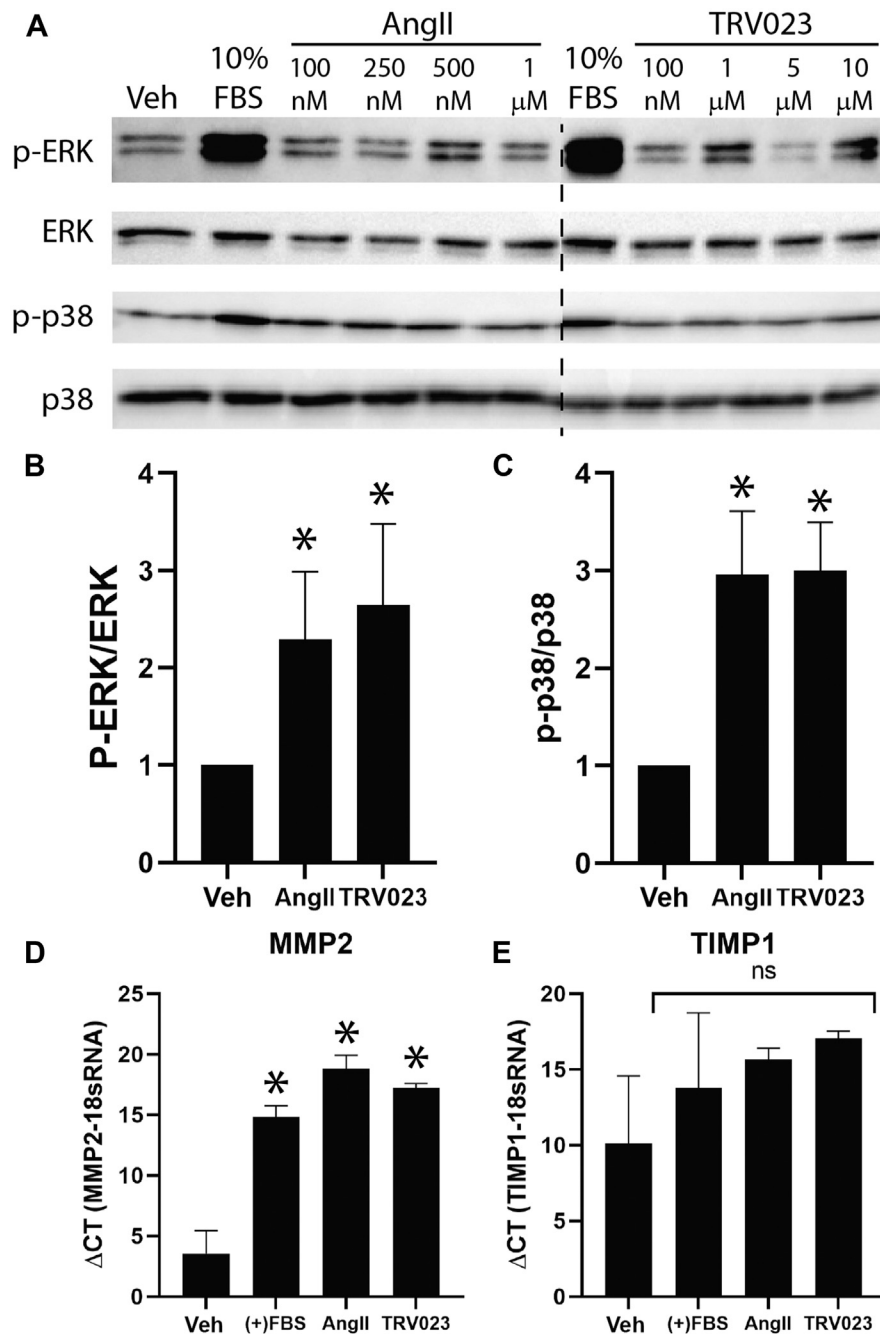 A
AngII
TRV023
Veh
10%
FBS
100
nM
250
nM
500
nM
1
μM
10%
FBS
100
nM
1
μM
5
μM
10
μM
p-ERK
ERK
p-p38
p38
B
P-ERK/ERK
4
3
2
1
0
*
*
Veh
AngII
TRV023
C
p-p38/p38
4
3
2
1
0
*
*
Veh
AngII
TRV023
D
MMP2
ΔCT (MMP2-18sRNA)
25
20
15
10
5
0
*
*
*
Veh
(+)FBS
AngII
TRV023
E
TIMP1
ns
ΔCT (TIMP1-18sRNA)
20
15
10
5
0
Veh
(+)FBS
AngII
TRV023